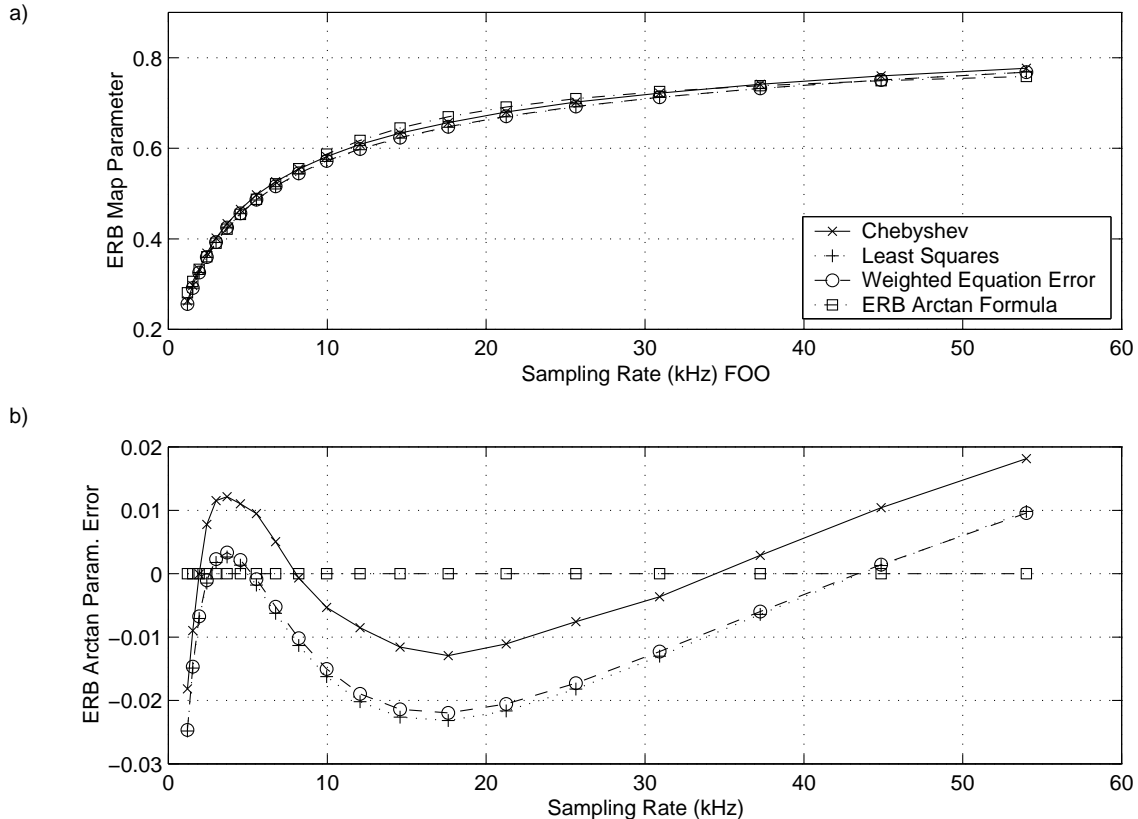 a)
ERB Map Parameter
0.8
0.6
0.4
0.2
0
10
20
30
40
50
60
Sampling Rate (kHz) FOO
Chebyshev
Least Squares
Weighted Equation Error
ERB Arctan Formula
b)
ERB Arctan Param. Error
0.02
0.01
0
−0.01
−0.02
−0.03
0
10
20
30
40
50
60
Sampling Rate (kHz)